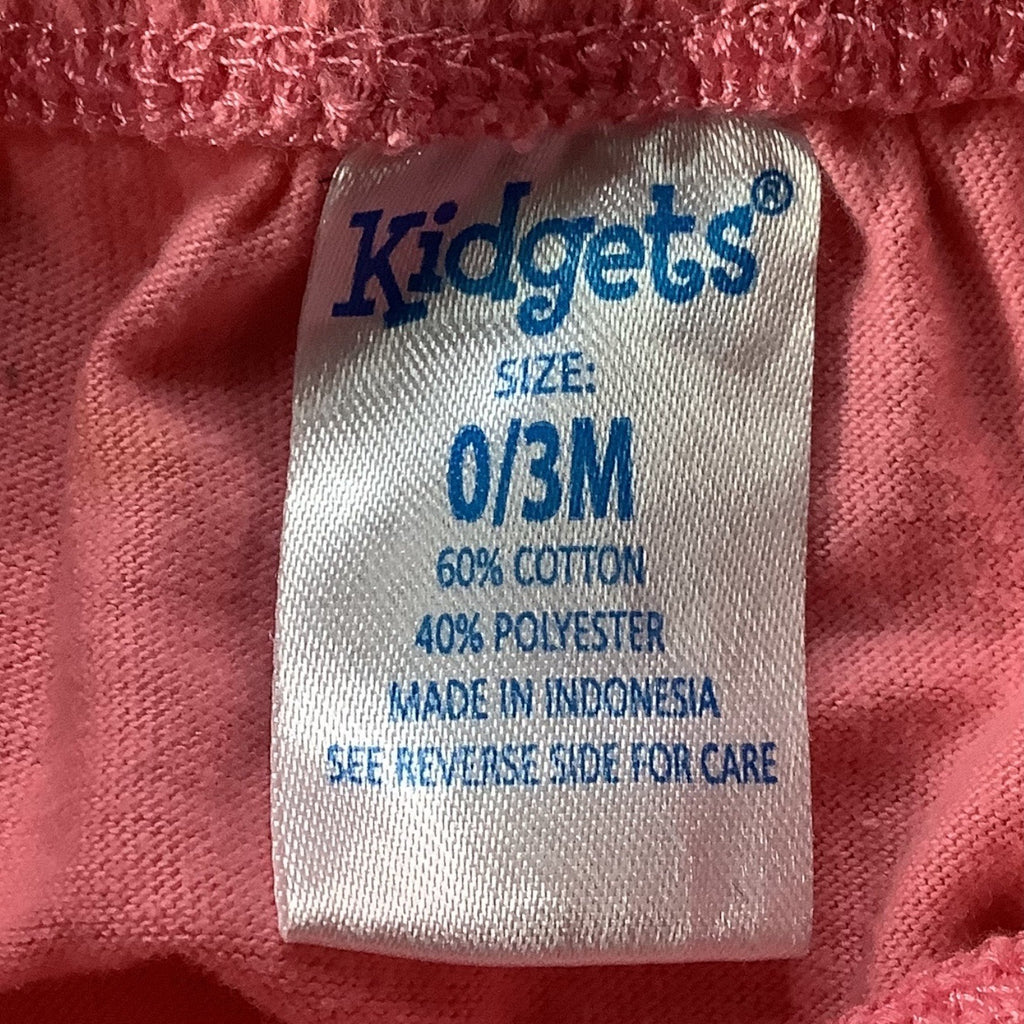 Kidgets®
SIZE:
0/3M
60% COTTON
40% POLYESTER
MADE IN INDONESIA
SEE REVERSE SIDE FOR CARE